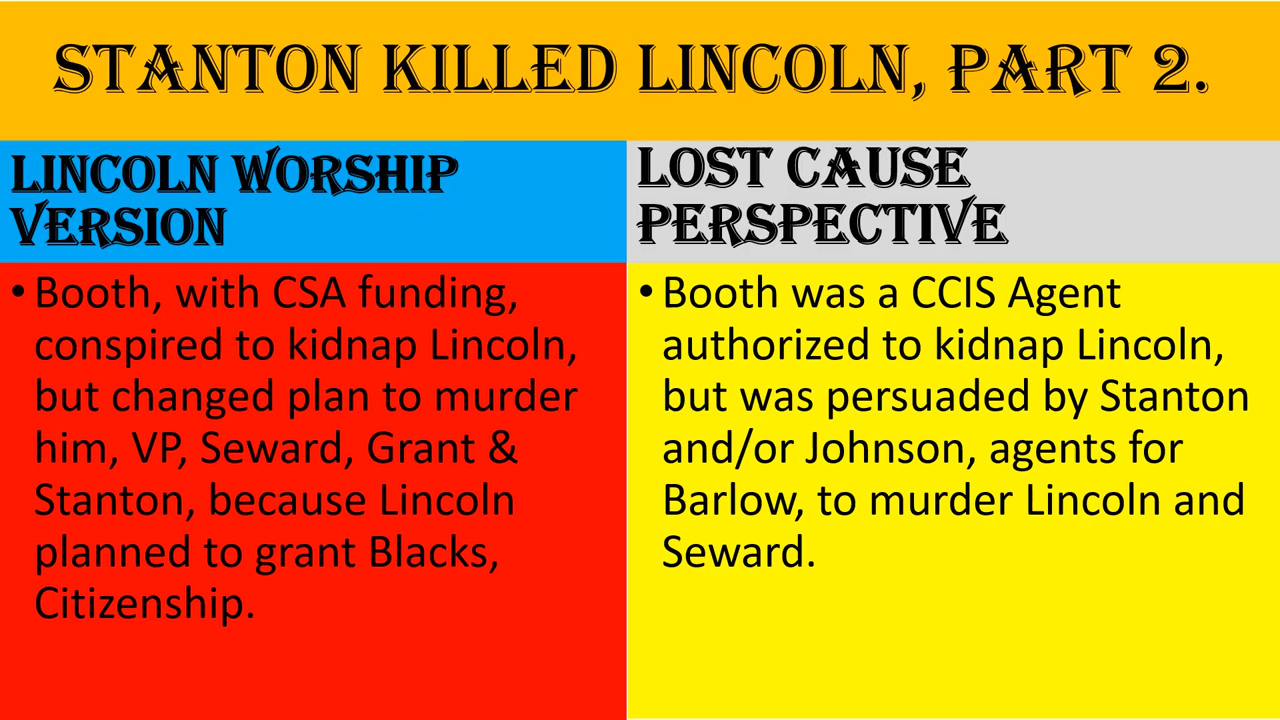 STANTON KILLED LINCOLN, PART 2.
LINCOLN WORSHIP
VERSION
• Booth, with CSA funding,
conspired to kidnap Lincoln,
but changed plan to murder
him, VP, Seward, Grant &
Stanton, because Lincoln
planned to grant Blacks,
Citizenship.
LOST CAUSE
PERSPECTIVE
• Booth was a CCIS Agent
authorized to kidnap Lincoln,
but was persuaded by Stanton
and/or Johnson, agents for
Barlow, to murder Lincoln and
Seward.